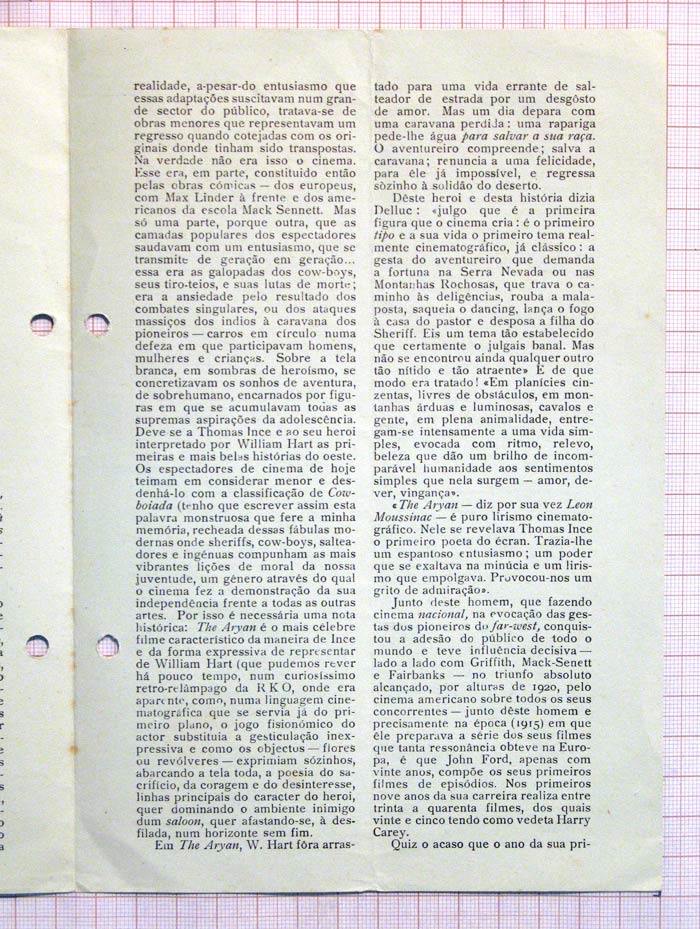 realidade, a-pesar-do entusiasmo que
essas adaptações suscitavam num gran-
de sector do público, tratava-se de
obras menores que representavam um
regresso quando cotejadas com os ori-
ginais donde tinham sido transpostas.
Na verdade não era isso o cinema.
Esse era, em parte, constituido então
pelas obras cómicas — dos europeus,
com Max Linder à frente e dos ame-
ricanos da escola Mack Sennett. Mas
só uma parte, porque outra, que as
camadas populares dos espectadores
saudavam com um entusiasmo, que se
transmite de geração em geração...
essa era as galopadas dos cow-boys,
seus tiro-teios, e suas lutas de morte;
era a ansiedade pelo resultado dos
combates singulares, ou dos ataques
massiços dos indios à caravana dos
pioneiros — carros em círculo numa
defeza em que participavam homens,
mulheres e crianças. Sobre a tela
branca, em sombras de heroísmo, se
concretizavam os sonhos de aventura,
de sobrehumano, encarnados por figu-
ras em que se acumulavam todas as
supremas aspirações da adolescência.
Deve se a Thomas Ince e ao seu heroi
interpretado por William Hart as pri-
meiras e mais belas histórias do oeste.
Os espectadores de cinema de hoje
teimam em considerar menor e des-
denhá-lo com a classificação de Cow-
boiada (tenho que escrever assim esta
palavra monstruosa que fere a minha
memória, recheada dessas fábulas mo-
dernas onde sheriffs, cow-boys, saltea-
dores e ingénuas compunham as mais
vibrantes lições de moral da nossa
juventude, um género através do qual
o cinema fez a demonstração da sua
independência frente a todas as outras
artes. Por isso é necessária uma nota
histórica: The Aryan é o mais célebre
filme característico da maneira de Ince
e da forma expressiva de representar
de William Hart (que pudemos rever
há pouco tempo, num curiosíssimo
retro-relâmpago da RKO, onde era
aparente, como, numa linguagem cine-
matográfica que se servia já do pri-
meiro plano, o jogo fisionómico do
actor substituia a gesticulação inex-
pressiva e como os objectos — flores
ou revólveres — exprimiam sózinhos,
abarcando a tela toda, a poesia do sa-
crifício, da coragem e do desinteresse,
linhas principais do caracter do heroi,
quer dominando o ambiente inimigo
dum saloon, quer afastando-se, à des-
filada, num horizonte sem fim.
Em The Aryan, W. Hart fôra arras-
tado para uma vida errante de sal-
teador de estrada por um desgôsto
de amor. Mas um dia depara com
uma caravana perdida: uma rapariga
pede-lhe água para salvar a sua raça.
O aventureiro compreende; salva a
caravana; renuncia a uma felicidade,
para êle já impossível, e regressa
sòzinho à solidão do deserto.
Dêste heroi e desta história dizia
Delluc: «julgo que é a primeira
figura que o cinema cria: é o primeiro
tipo e a sua vida o primeiro tema real-
mente cinematográfico, já clássico: a
gesta do aventureiro que demanda
a fortuna na Serra Nevada ou nas
Montanhas Rochosas, que trava o ca-
minho às deligências, rouba a mala-
posta, saqueia o dancing, lança o fogo
à casa do pastor e desposa a filha do
Sheriff. Eis um tema tão estabelecido
que certamente o julgais banal. Mas
não se encontrou ainda qualquer outro
tão nítido e tão atraente» E de que
modo era tratado! «Em planícies cin-
zentas, livres de obstáculos, em mon-
tanhas árduas e luminosas, cavalos e
gente, em plena animalidade, entre-
gam-se intensamente a uma vida sim-
ples, evocada com ritmo, relevo,
beleza que dão um brilho de incom-
parável humanidade aos sentimentos
simples que nela surgem — amor, de-
ver, vingança».
«The Aryan — diz por sua vez Leon
Moussinac — é puro lirismo cinemato-
gráfico. Nele se revelava Thomas Ince
o primeiro poeta do écran. Trazia-lhe
um espantoso entusiasmo; um poder
que se exaltava na minúcia e um liris-
mo que empolgava. Provocou-nos um
grito de admiração».
Junto deste homem, que fazendo
cinema nacional, na evocação das ges-
tas dos pioneiros do far-west, conquis-
tou a adesão do público de todo o
mundo e teve influência decisiva —
lado a lado com Griffith, Mack-Senett
e Fairbanks — no triunfo absoluto
alcançado, por alturas de 1920, pelo
cinema americano sobre todos os seus
concorrentes — junto dêste homem e
precisamente na época (1915) em que
êle preparava a série dos seus filmes
que tanta ressonância obteve na Euro-
pa, é que John Ford, apenas com
vinte anos, compõe os seus primeiros
filmes de episódios. Nos primeiros
nove anos da sua carreira realiza entre
trinta a quarenta filmes, dos quais
vinte e cinco tendo como vedeta Harry
Carey.
Quiz o acaso que o ano da sua pri-